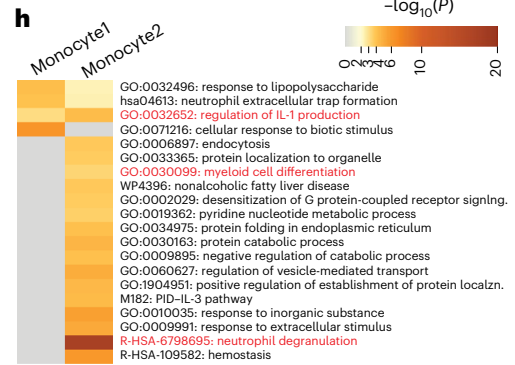 h
−log10(P)
Monocyte1
Monocyte2
0 2 3 4 6 10 20
GO:0032496: response to lipopolysaccharide
hsa04613: neutrophil extracellular trap formation
GO:0032652: regulation of IL-1 production
GO:0071216: cellular response to biotic stimulus
GO:0006897: endocytosis
GO:0033365: protein localization to organelle
GO:0030099: myeloid cell differentiation
WP4396: nonalcoholic fatty liver disease
GO:0002029: desensitization of G protein-coupled receptor signlng.
GO:0019362: pyridine nucleotide metabolic process
GO:0034975: protein folding in endoplasmic reticulum
GO:0030163: protein catabolic process
GO:0009895: negative regulation of catabolic process
GO:0060627: regulation of vesicle-mediated transport
GO:1904951: positive regulation of establishment of protein localzn.
M182: PID–IL-3 pathway
GO:0010035: response to inorganic substance
GO:0009991: response to extracellular stimulus
R-HSA-6798695: neutrophil degranulation
R-HSA-109582: hemostasis